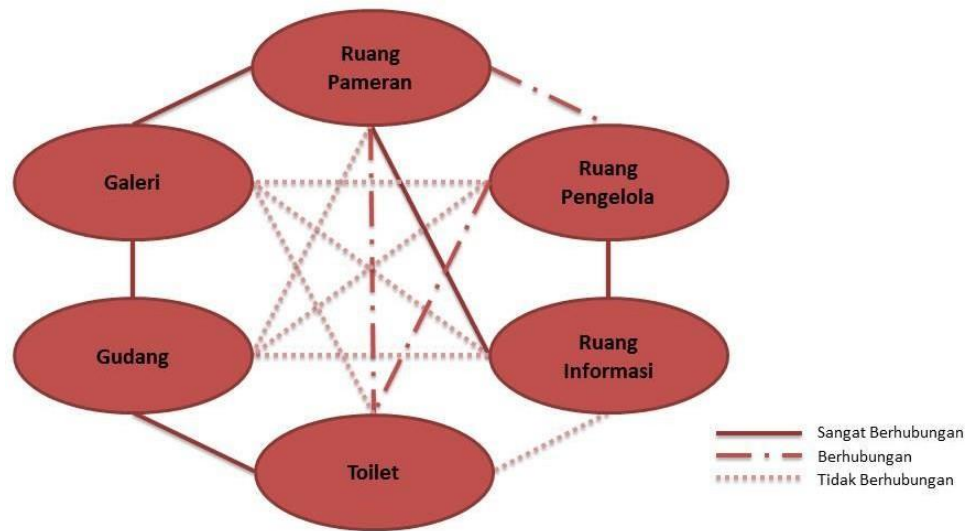 Ruang
Pameran
Galeri
Ruang
Pengelola
Gudang
Ruang
Informasi
Toilet
Sangat Berhubungan
Berhubungan
Tidak Berhubungan